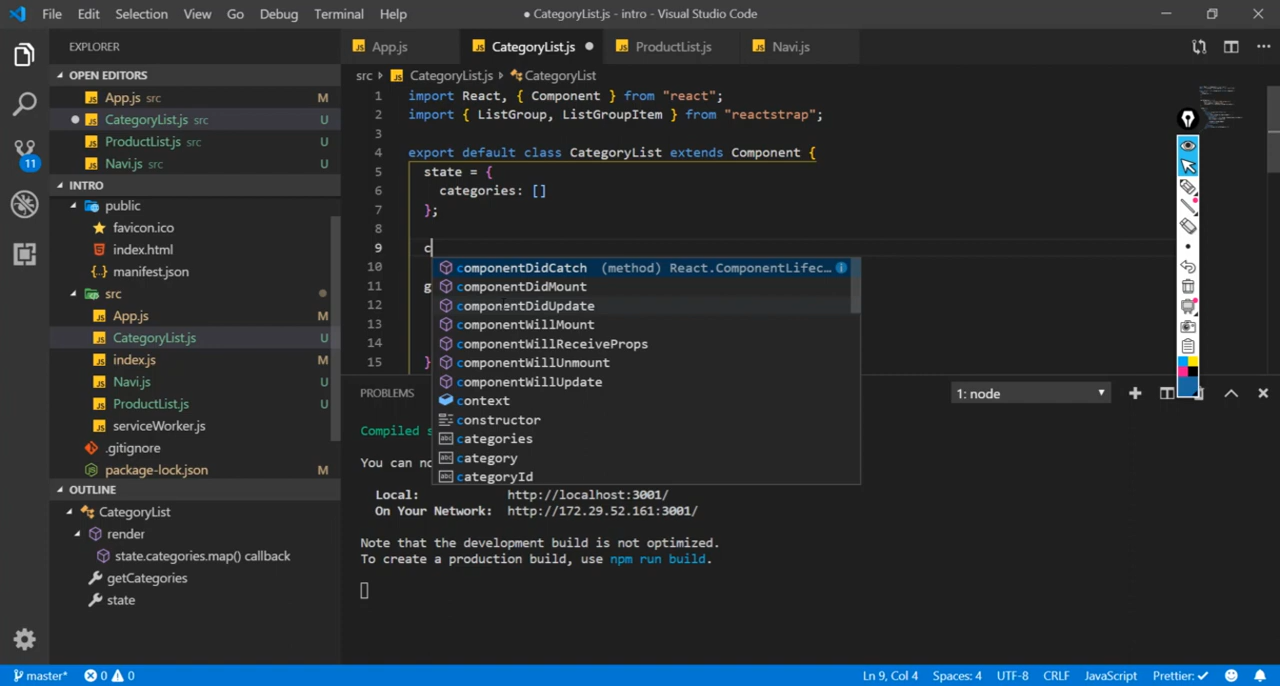 File Edit Selection View Go Debug Terminal Help
● CategoryList.js - intro - Visual Studio Code
EXPLORER
OPEN EDITORS
App.js src M
CategoryList.js src U
ProductList.js src U
Navi.js src U
11
INTRO
public
favicon.ico
index.html
{..} manifest.json
src
App.js M
CategoryList.js U
index.js M
Navi.js U
ProductList.js U
serviceWorker.js
.gitignore
package-lock.json M
OUTLINE
CategoryList
render
state.categories.map() callback
getCategories
state
App.js
CategoryList.js ●
ProductList.js
Navi.js
src CategoryList.js CategoryList
1 import React, { Component } from "react";
2 import { ListGroup, ListGroupItem } from "reactstrap";
3
4 export default class CategoryList extends Component {
5 state = {
6 categories: []
7 };
8
9 c
10
11 g
12
13
14
15 }
componentDidCatch (method) React.ComponentLifec…
componentDidMount
componentDidUpdate
componentWillMount
componentWillReceiveProps
componentWillUnmount
componentWillUpdate
context
constructor
categories
category
categoryId
PROBLEMS
1: node
Compiled s
You can no
Local: http://localhost:3001/
On Your Network: http://172.29.52.161:3001/
Note that the development build is not optimized.
To create a production build, use npm run build.
master* 0 0
Ln 9, Col 4 Spaces: 4 UTF-8 CRLF JavaScript Prettier: ✓